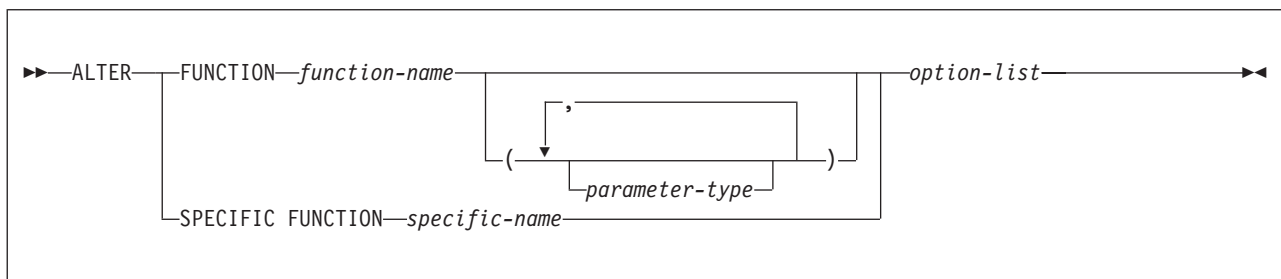 ALTER FUNCTION function-name option-list
,
( parameter-type )
SPECIFIC FUNCTION specific-name